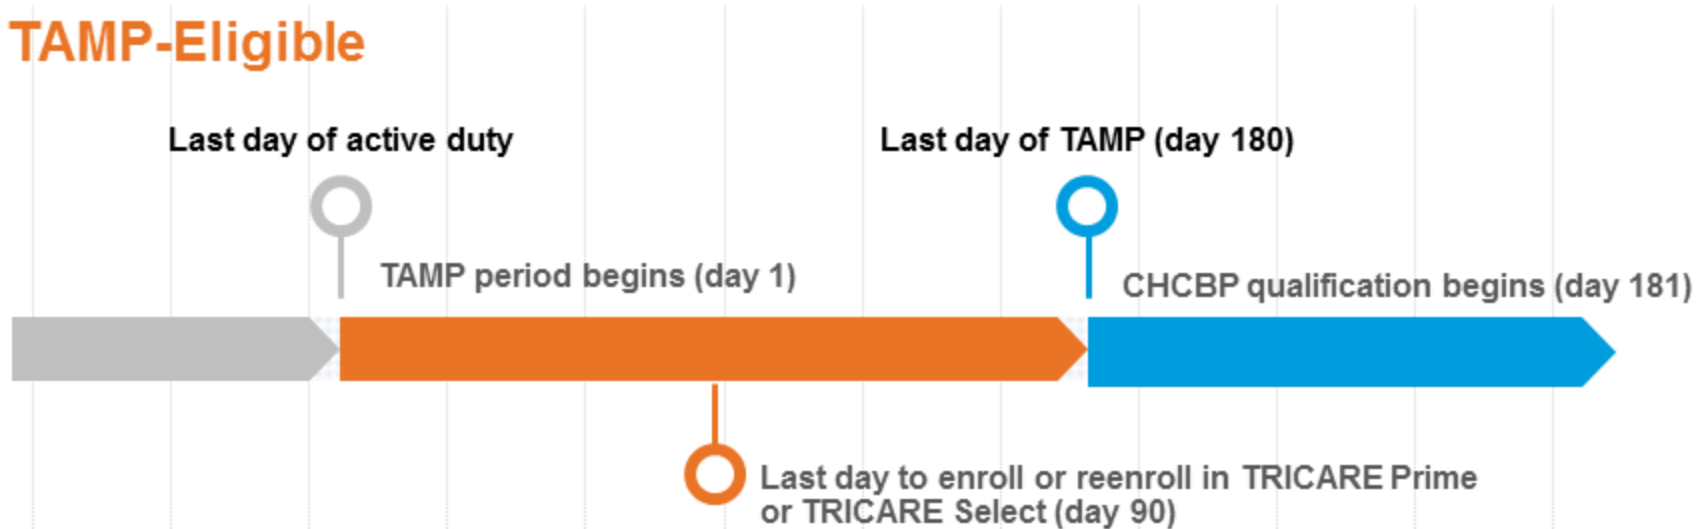 TAMP-Eligible
Last day of active duty
Last day of TAMP (day 180)
TAMP period begins (day 1)
CHCBP qualification begins (day 181)
Last day to enroll or reenroll in TRICARE Prime
or TRICARE Select (day 90)